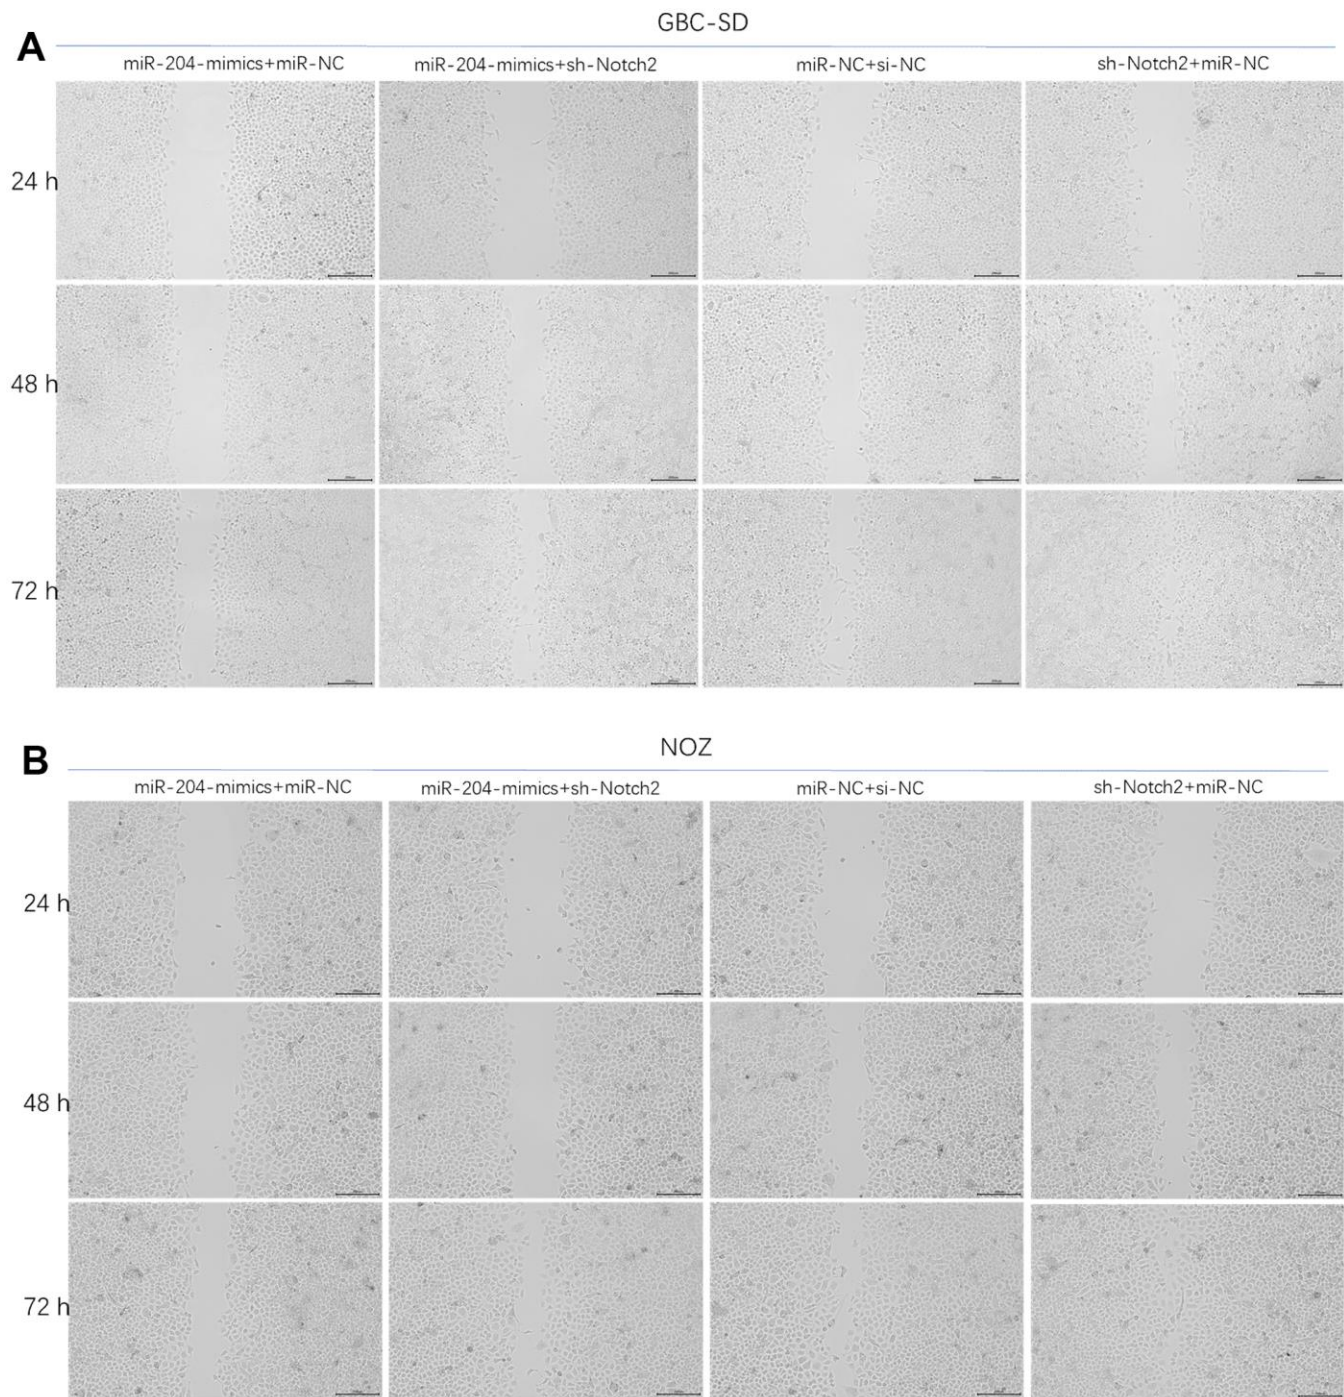 GBC-SD
A
miR-204-mimics+miR-NC miR-204-mimics+sh-Notch2 miR-NC+si-NC sh-Notch2+miR-NC
24 h
48 h
72 h
NOZ
B
miR-204-mimics+miR-NC miR-204-mimics+sh-Notch2 miR-NC+si-NC sh-Notch2+miR-NC
24 h
48 h
72 h